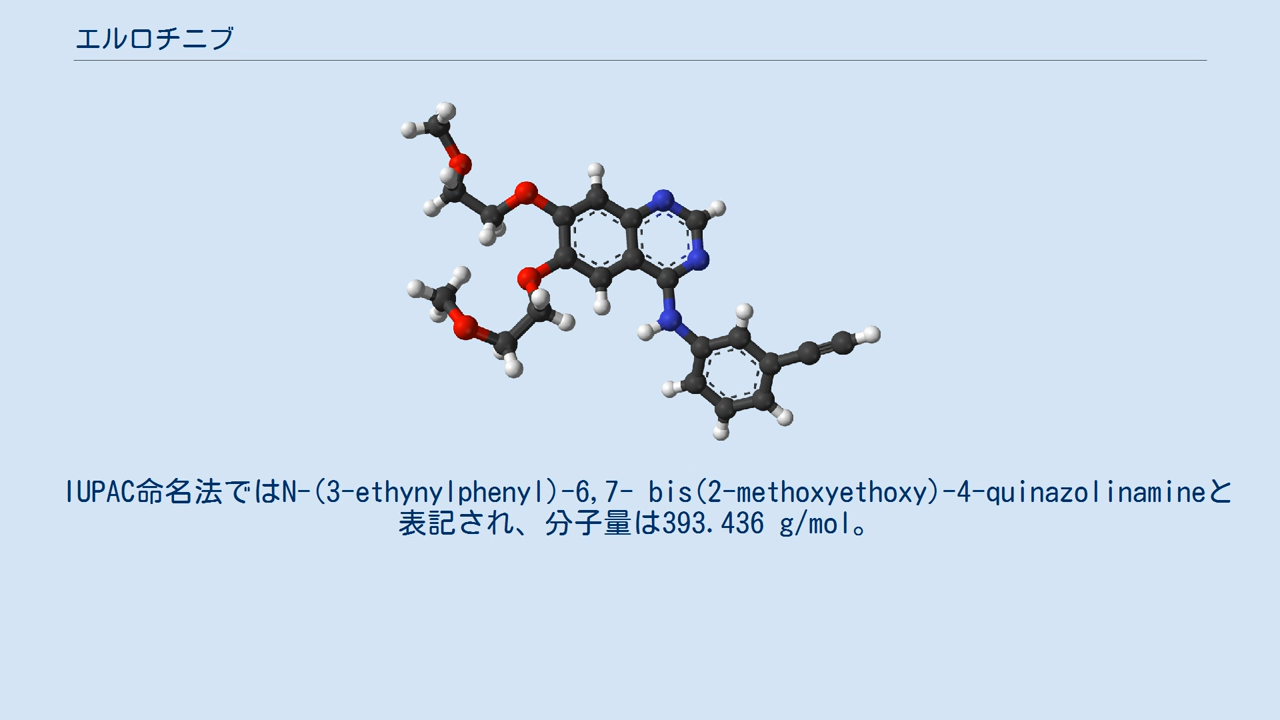 エルロチニブ
IUPAC命名法ではN-(3-ethynylphenyl)-6,7- bis(2-methoxyethoxy)-4-quinazolinamineと
表記され、分子量は393.436 g/mol。